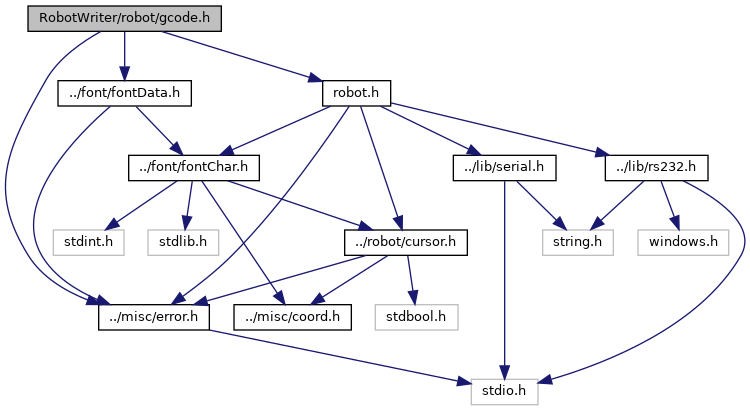 RobotWriter/robot/gcode.h
../font/fontData.h
robot.h
../font/fontChar.h
../lib/serial.h
../lib/rs232.h
stdint.h
stdlib.h
../robot/cursor.h
string.h
windows.h
../misc/error.h
../misc/coord.h
stdbool.h
stdio.h